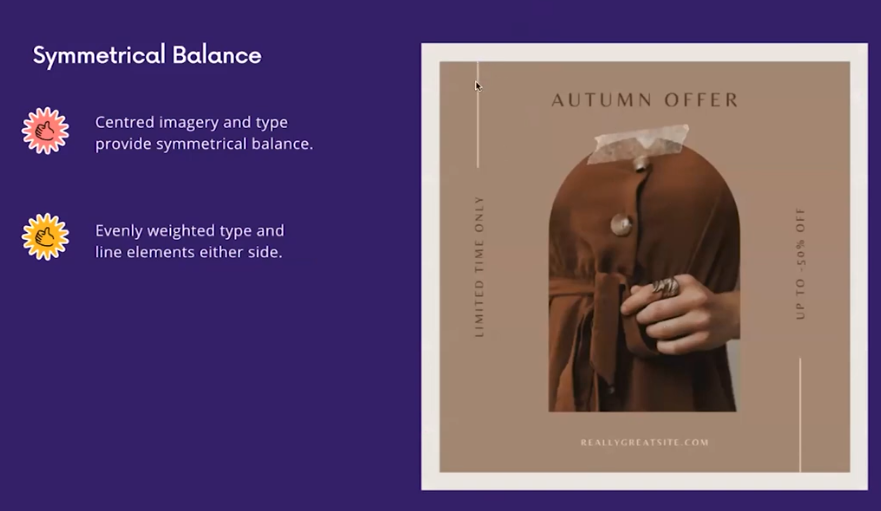 Symmetrical Balance
Centred imagery and type
provide symmetrical balance.
Evenly weighted type and
line elements either side.
AUTUMN OFFER
LIMITED TIME ONLY
UP TO -50% OFF
REALLYGREATSITE.COM